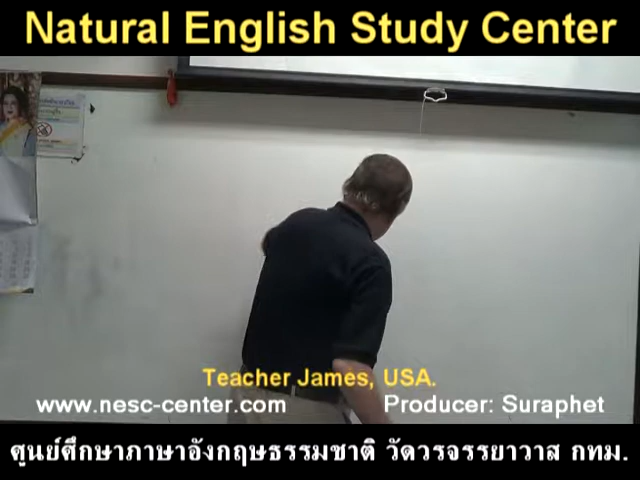 Natural English Study Center
Teacher James, USA.
www.nesc-center.com
Producer: Suraphet
ศูนย์ศึกษาภาษาอังกฤษธรรมชาติ วัดวรจรรยาวาส กทม.